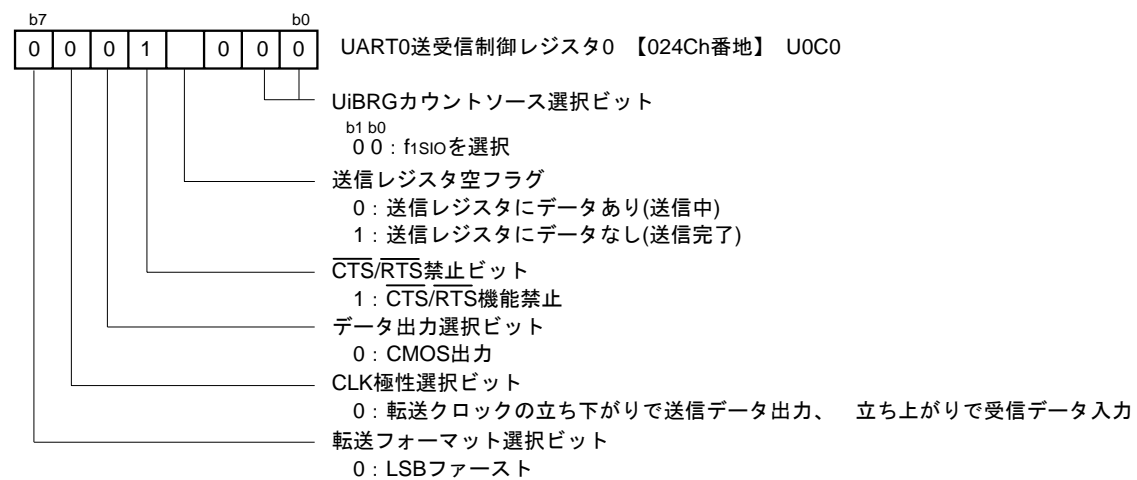 b7 b0
0 0 0 1 0 0 0 UART0送受信制御レジスタ0 【024Ch番地】 U0C0
UiBRGカウントソース選択ビット
b1 b0
0 0：f1SIOを選択
送信レジスタ空フラグ
0：送信レジスタにデータあり(送信中)
1：送信レジスタにデータなし(送信完了)
CTS/RTS禁止ビット
1：CTS/RTS機能禁止
データ出力選択ビット
0：CMOS出力
CLK極性選択ビット
0：転送クロックの立ち下がりで送信データ出力、 立ち上がりで受信データ入力
転送フォーマット選択ビット
0：LSBファースト